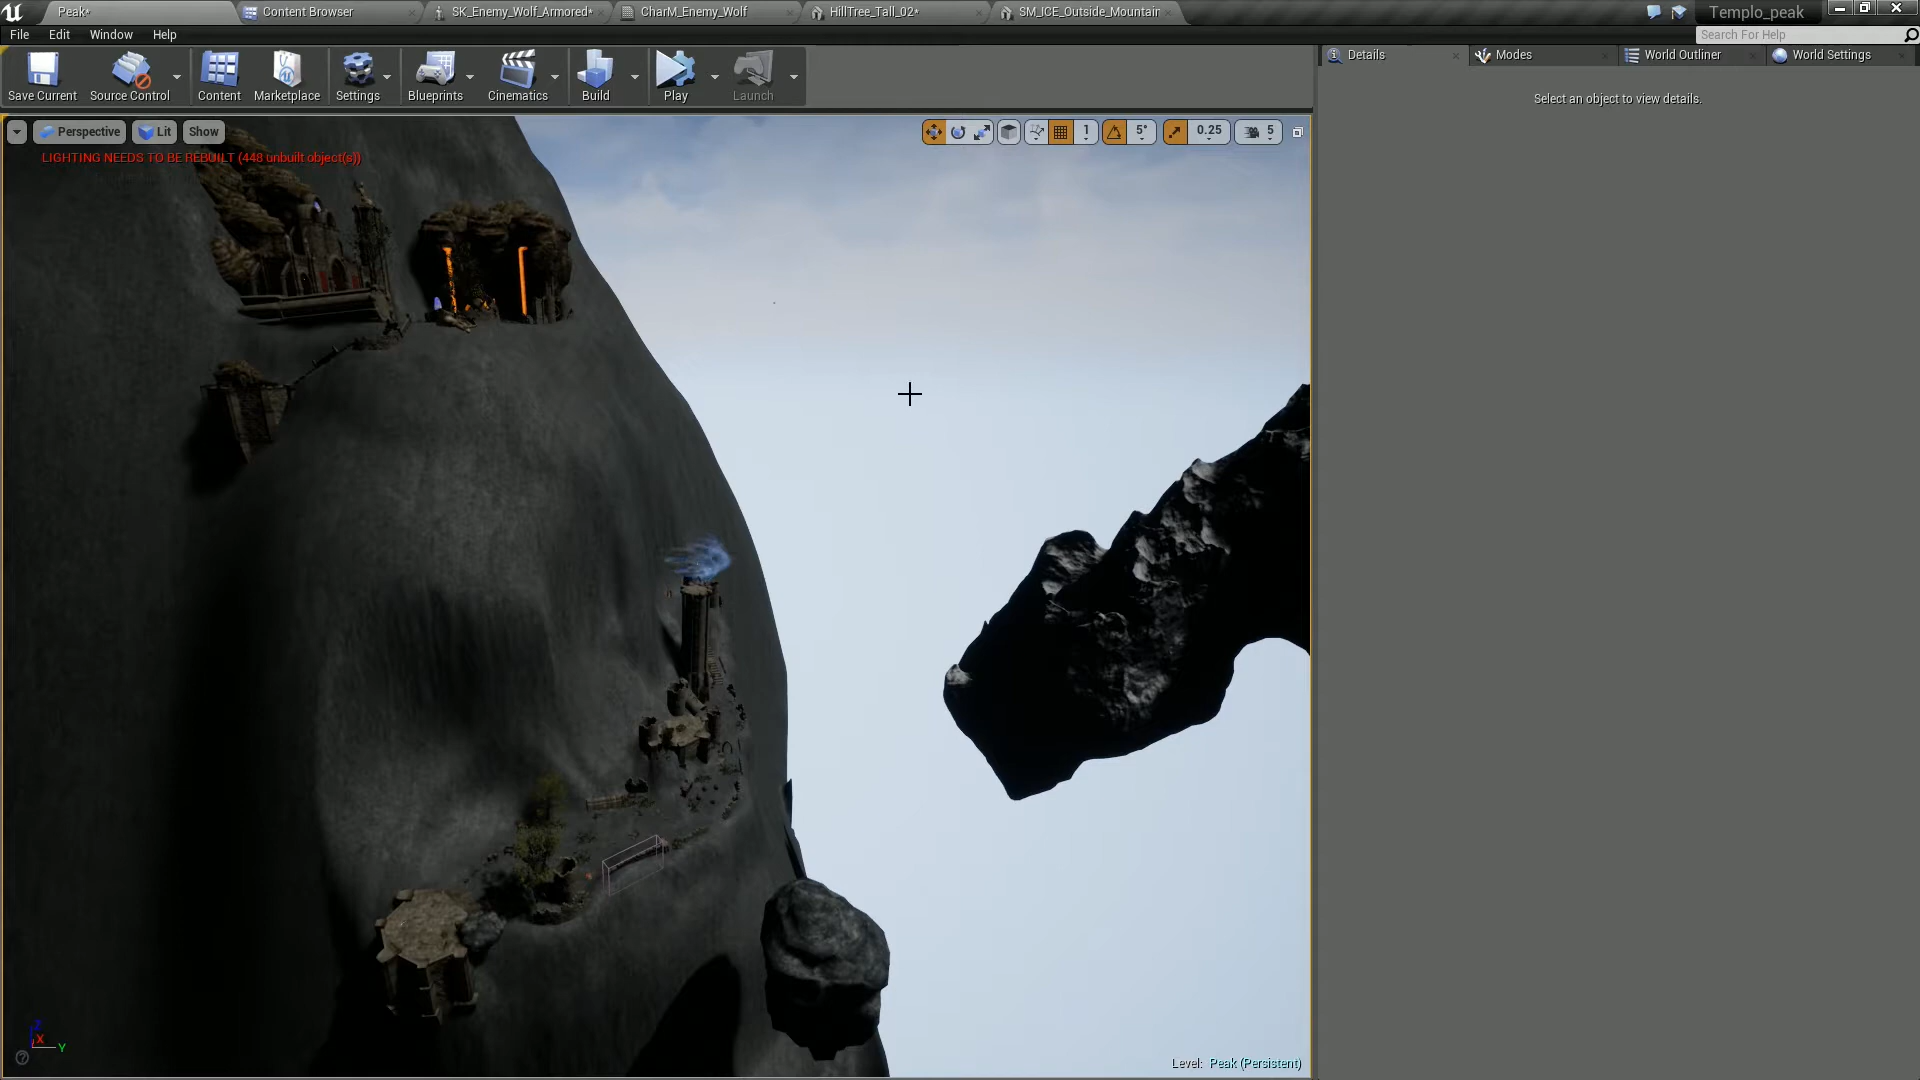 Peak*
Content Browser
SK_Enemy_Wolf_Armored*
CharM_Enemy_Wolf
HillTree_Tall_02*
SM_ICE_Outside_Mountain
Templo_peak
File
Edit
Window
Help
Search For Help
Save Current
Source Control
Content
Marketplace
Settings
Blueprints
Cinematics
Build
Play
Launch
Details
Modes
World Outliner
World Settings
Select an object to view details.
Perspective
Lit
Show
1
5°
0.25
5
LIGHTING NEEDS TO BE REBUILT (448 unbuilt object(s))
Z
X
Y
Level: Peak (Persistent)